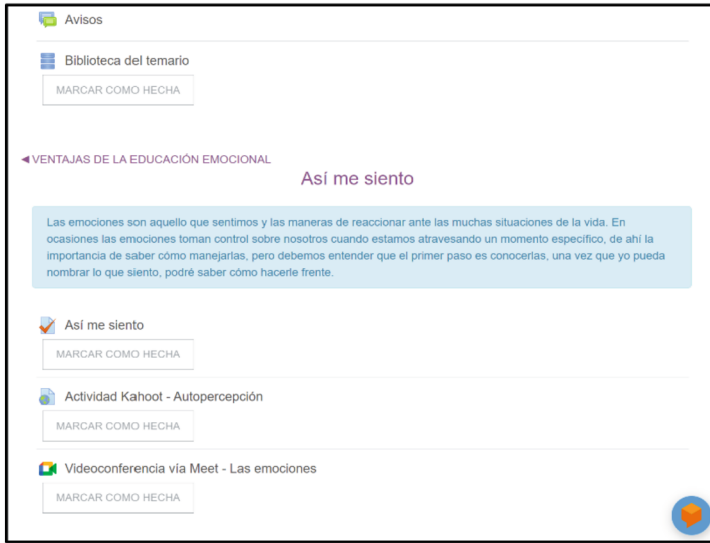 Avisos
Biblioteca del temario
MARCAR COMO HECHA
◄VENTAJAS DE LA EDUCACIÓN EMOCIONAL
Así me siento
Las emociones son aquello que sentimos y las maneras de reaccionar ante las muchas situaciones de la vida. En
ocasiones las emociones toman control sobre nosotros cuando estamos atravesando un momento específico, de ahí la
importancia de saber cómo manejarlas, pero debemos entender que el primer paso es conocerlas, una vez que yo pueda
nombrar lo que siento, podré saber cómo hacerle frente.
Así me siento
MARCAR COMO HECHA
Actividad Kahoot - Autopercepción
MARCAR COMO HECHA
Videoconferencia vía Meet - Las emociones
MARCAR COMO HECHA